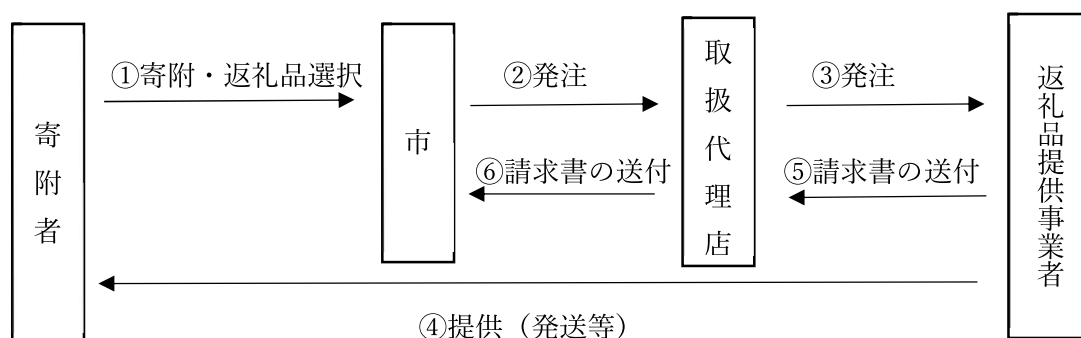 ①寄附・返礼品選択
②発注
③発注
寄附者
市
取扱代理店
返礼品提供事業者
⑥請求書の送付
⑤請求書の送付
④提供（発送等）